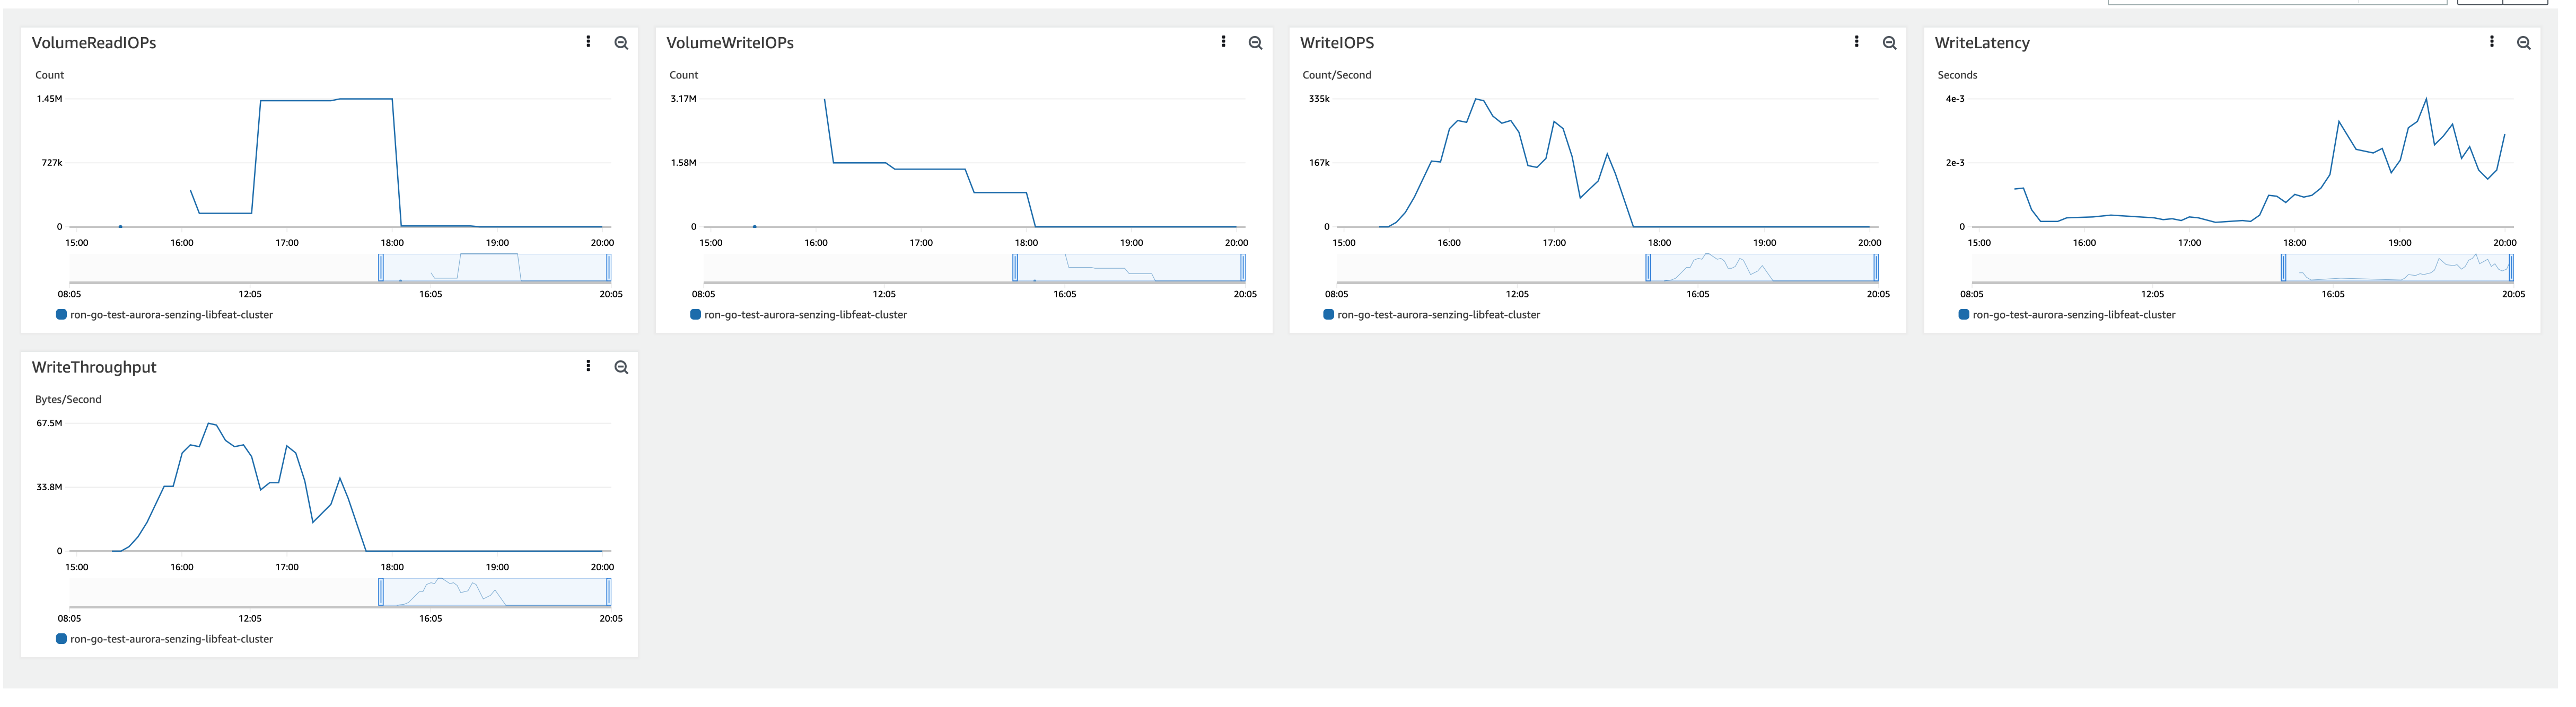 VolumeReadIOPs
Count
1.45M
727k
0
15:00 16:00 17:00 18:00 19:00 20:00
08:05 12:05 16:05 20:05
ron-go-test-aurora-senzing-libfeat-cluster
VolumeWriteIOPs
Count
3.17M
1.58M
0
15:00 16:00 17:00 18:00 19:00 20:00
08:05 12:05 16:05 20:05
ron-go-test-aurora-senzing-libfeat-cluster
WriteIOPS
Count/Second
335k
167k
0
15:00 16:00 17:00 18:00 19:00 20:00
08:05 12:05 16:05 20:05
ron-go-test-aurora-senzing-libfeat-cluster
WriteLatency
Seconds
4e-3
2e-3
0
15:00 16:00 17:00 18:00 19:00 20:00
08:05 12:05 16:05 20:05
ron-go-test-aurora-senzing-libfeat-cluster
WriteThroughput
Bytes/Second
67.5M
33.8M
0
15:00 16:00 17:00 18:00 19:00 20:00
08:05 12:05 16:05 20:05
ron-go-test-aurora-senzing-libfeat-cluster